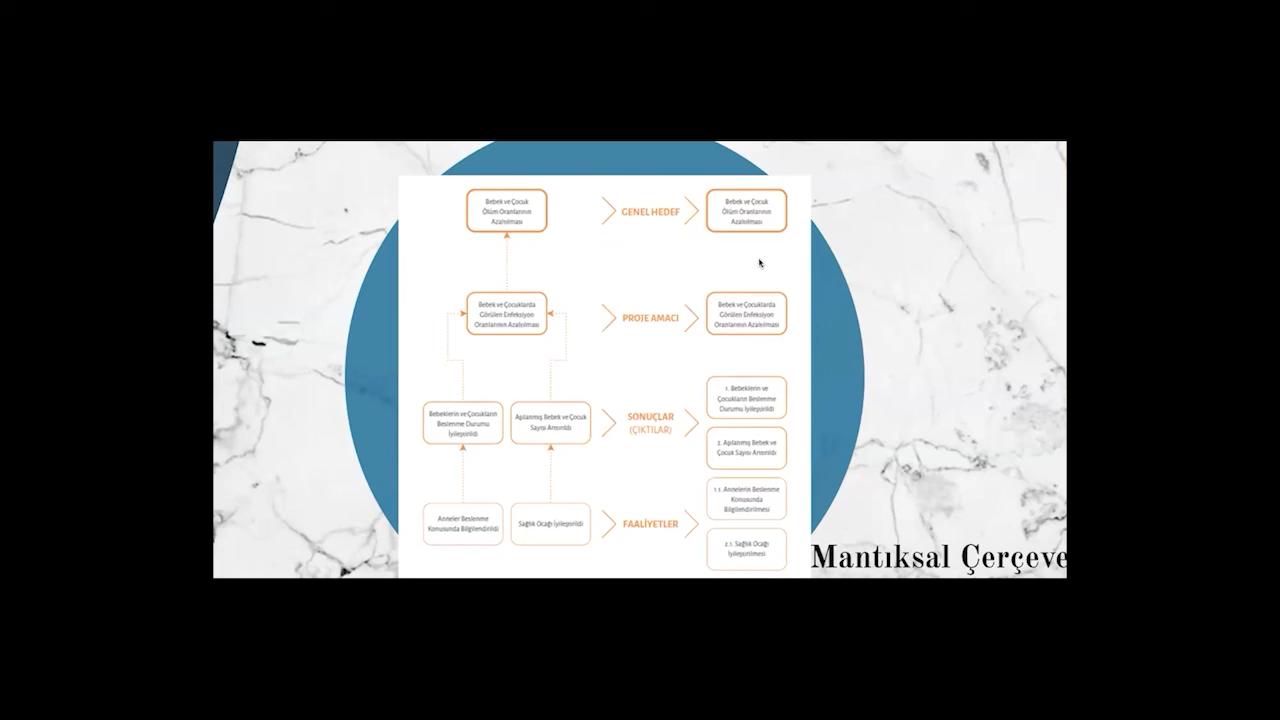 Bebek ve Çocuk
Ölüm Oranlarının
Azaltılması
GENEL HEDEF
Bebek ve Çocuk
Ölüm Oranlarının
Azaltılması
Bebek ve Çocuklarda
Görülen Enfeksiyon
Oranlarının Azaltılması
PROJE AMACI
Bebek ve Çocuklarda
Görülen Enfeksiyon
Oranlarının Azaltılması
Bebeklerin ve Çocukların
Beslenme Durumu
İyileştirildi
Aşılanmış Bebek ve Çocuk
Sayısı Artırıldı
SONUÇLAR
(ÇIKTILAR)
1. Bebeklerin ve
Çocukların Beslenme
Durumu İyileştirildi
2. Aşılanmış Bebek ve
Çocuk Sayısı Artırıldı
Anneler Beslenme
Konusunda Bilgilendirildi
Sağlık Ocağı İyileştirildi
FAALİYETLER
1.1. Annelerin Beslenme
Konusunda
Bilgilendirilmesi
2.1. Sağlık Ocağı
İyileştirilmesi
Mantıksal Çerçeve